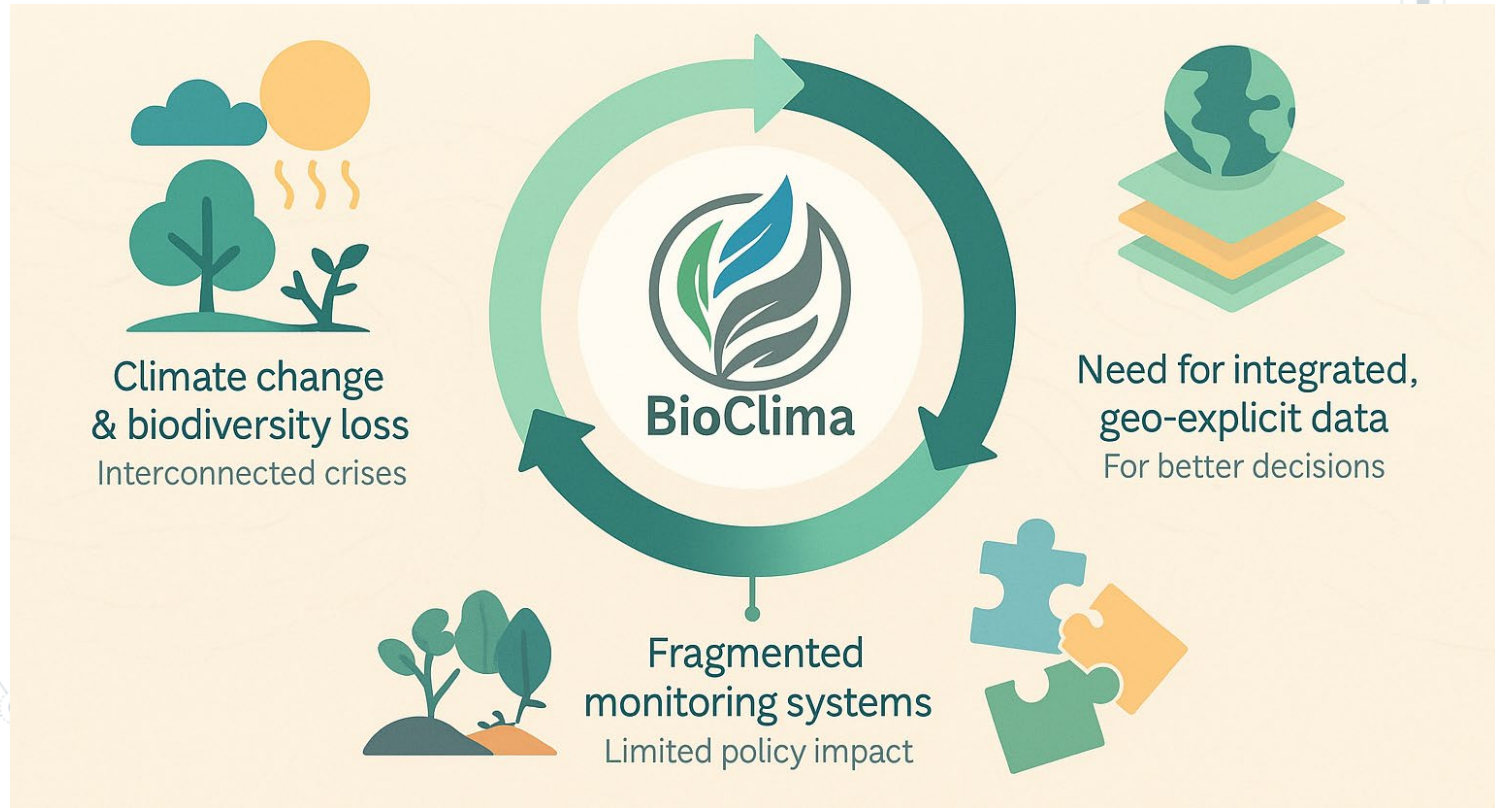 BioClima
Climate change
& biodiversity loss
Interconnected crises
Need for integrated,
geo-explicit data
For better decisions
Fragmented
monitoring systems
Limited policy impact